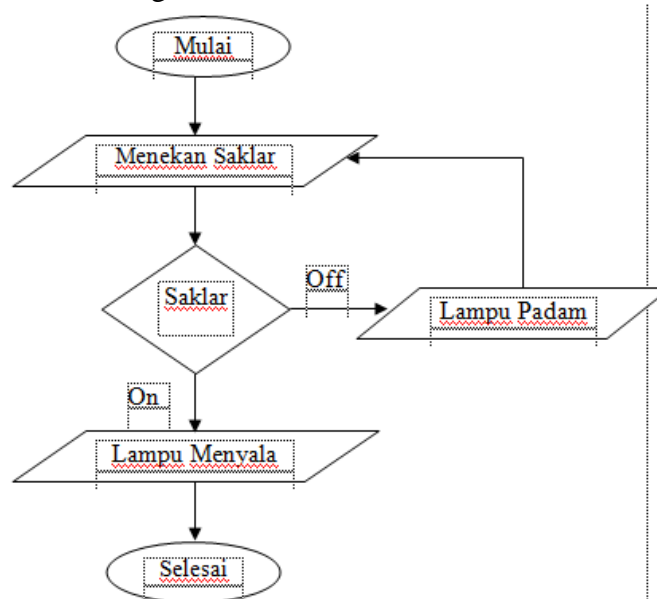 Mulai
Menekan Saklar
Saklar
Off
Lampu Padam
On
Lampu Menyala
Selesai